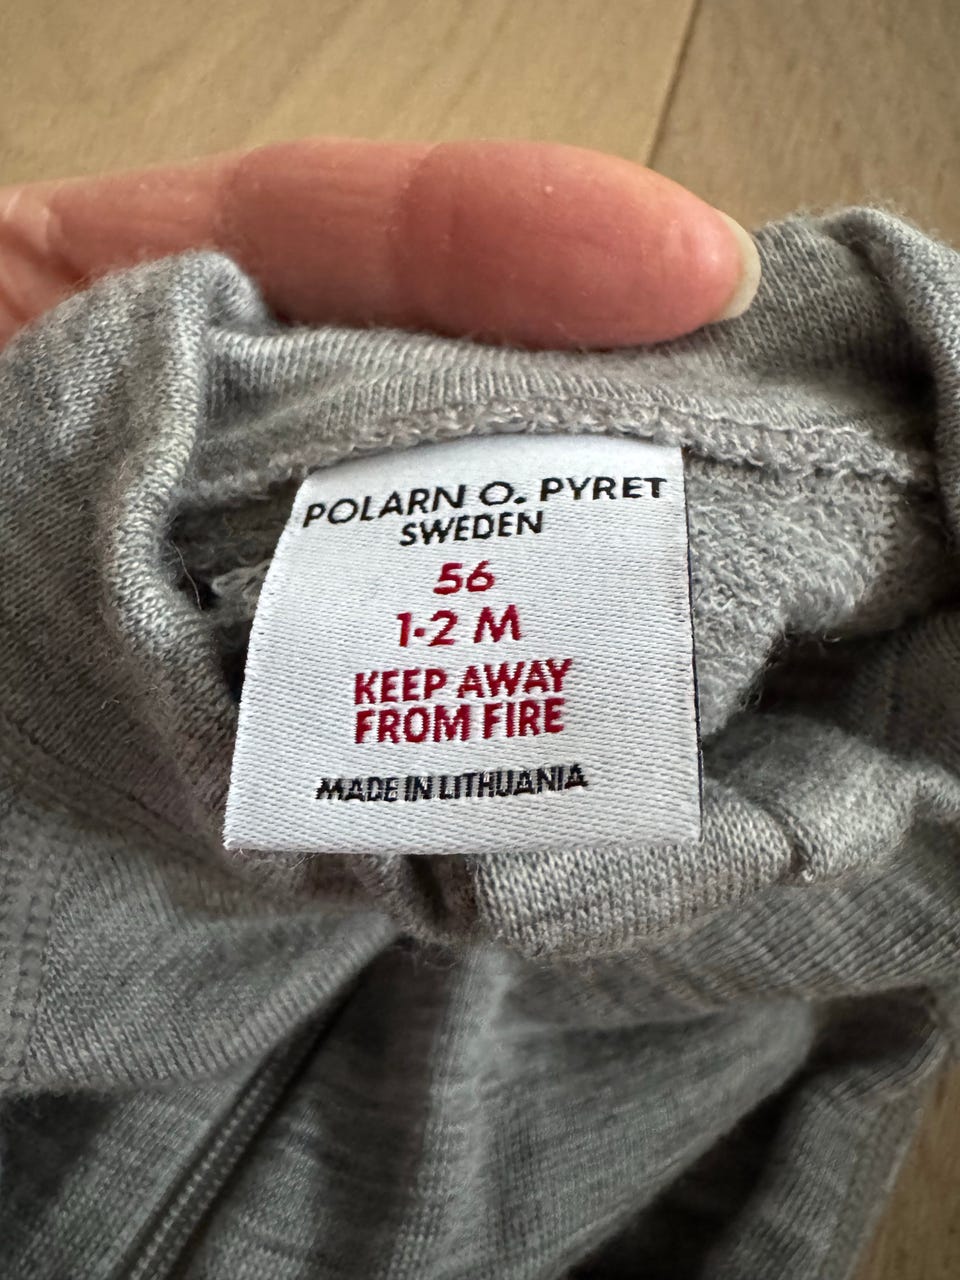 POLARN O. PYRET
SWEDEN
56
1-2 M
KEEP AWAY
FROM FIRE
MADE IN LITHUANIA